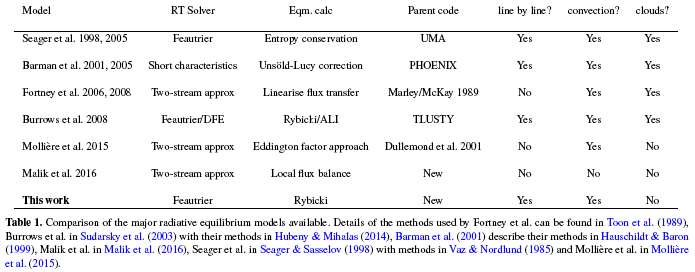 Model RT Solver Eqm. calc Parent code line by line? convection? clouds?
Seager et al. 1998, 2005 Feautrier Entropy conservation UMA Yes Yes Yes
Barman et al. 2001, 2005 Short characteristics Unsöld-Lucy correction PHOENIX Yes Yes Yes
Fortney et al. 2006, 2008 Two-stream approx Linearise flux transfer Marley/McKay 1989 No Yes Yes
Burrows et al. 2008 Feautrier/DFE Rybicki/ALI TLUSTY Yes Yes Yes
Mollière et al. 2015 Two-stream approx Eddington factor approach Dullemond et al. 2001 No Yes No
Malik et al. 2016 Two-stream approx Local flux balance New No No No
This work Feautrier Rybicki New Yes Yes No
Table 1. Comparison of the major radiative equilibrium models available. Details of the methods used by Fortney et al. can be found in Toon et al. (1989),
Burrows et al. in Sudarsky et al. (2003) with their methods in Hubeny & Mihalas (2014), Barman et al. (2001) describe their methods in Hauschildt & Baron
(1999), Malik et al. in Malik et al. (2016), Seager et al. in Seager & Sasselov (1998) with methods in Vaz & Nordlund (1985) and Mollière et al. in Mollière
et al. (2015).